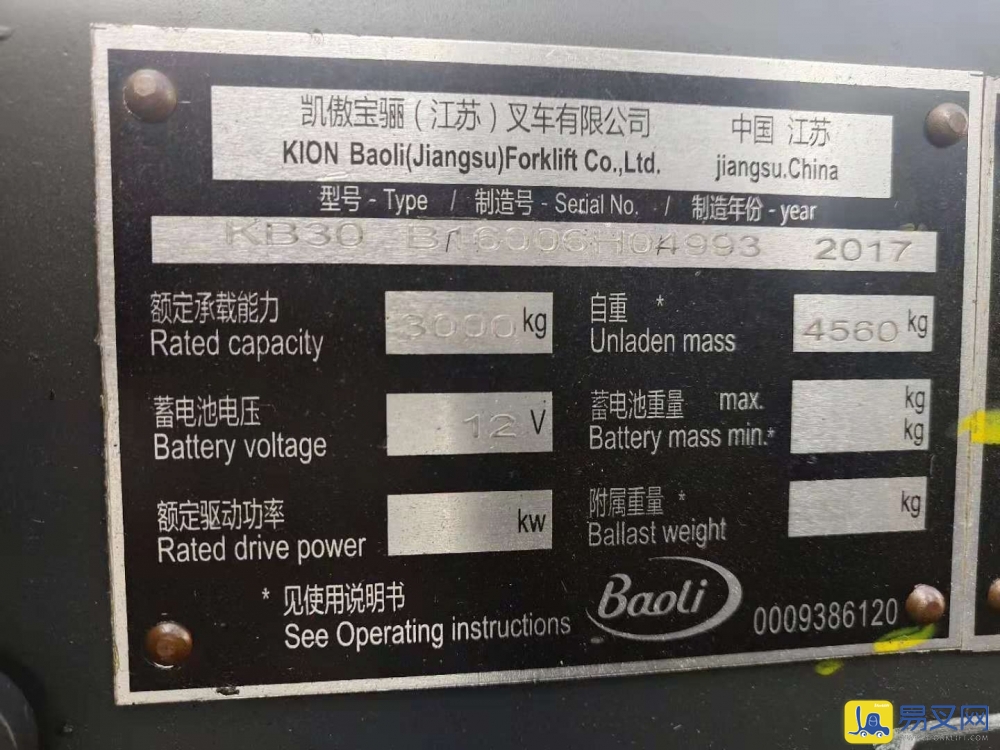 凯傲宝骊（江苏）叉车有限公司 中国 江苏
KION Baoli(Jiangsu)Forklift Co.,Ltd. jiangsu.China
型号 - Type / 制造号 - Serial No. / 制造年份 - year
KB30 / 2017
额定承载能力 3000 kg 自重 * 4560 kg
Rated capacity Unladen mass
蓄电池电压 12 V 蓄电池重量 max. kg
Battery voltage Battery mass min.* kg
额定驱动功率 kw 附属重量 * kg
Rated drive power Ballast weight
* 见使用说明书
See Operating instructions
Baoli 0009386120
易叉网